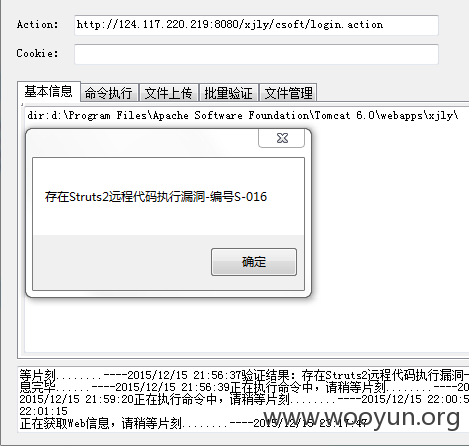 Action: http://124.117.220.219:8080/xjly/csoft/login.action
Cookie:
基本信息 命令执行 文件上传 批量验证 文件管理
dir:d:\Program Files\Apache Software Foundation\Tomcat 6.0\webapps\xjly\
存在Struts2远程代码执行漏洞-编号S-016
确定
等片刻........----2015/12/15 21:56:37验证结果：存在Struts2远程代码执行漏洞-
息完毕......----2015/12/15 21:56:39正在执行命令中，请稍等片刻........----
2015/12/15 21:59:20正在执行命令中，请稍等片刻........----2015/12/15 22:00:5
22:01:15
正在获取Web信息，请稍等片刻........----2015/12/15 23:17:47
www.wooyun.org